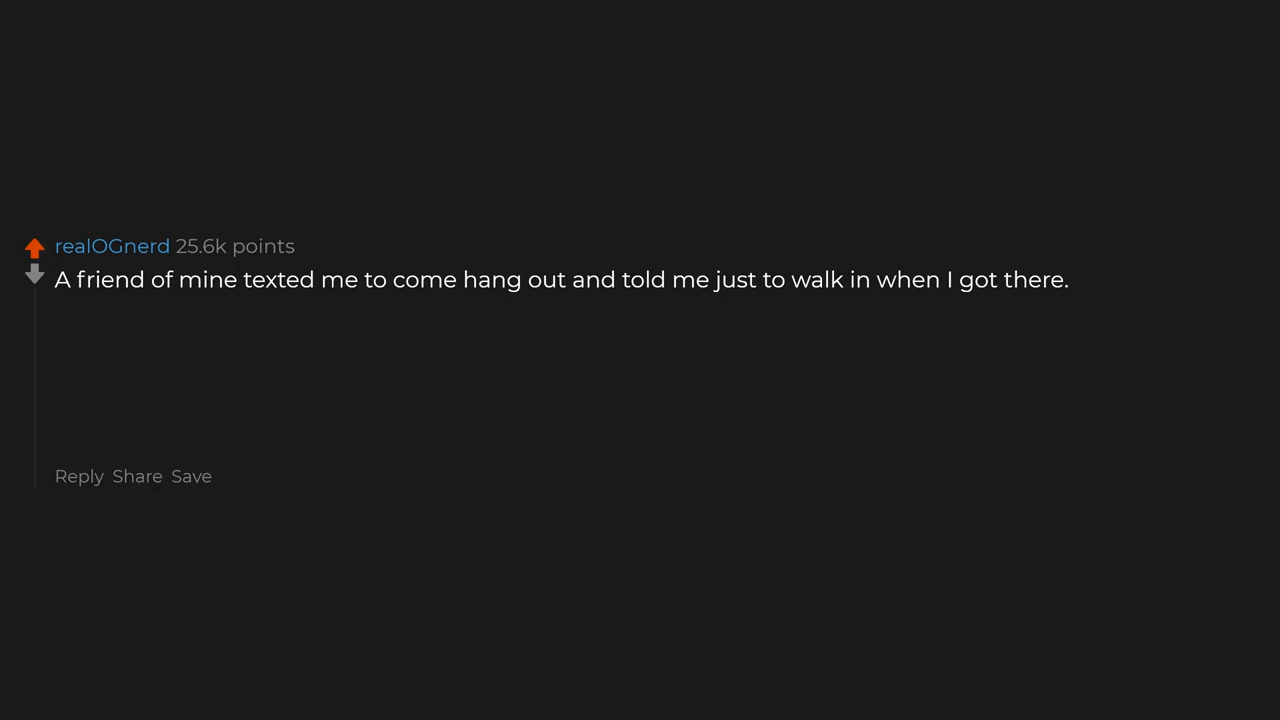 realOGnerd 25.6k points
A friend of mine texted me to come hang out and told me just to walk in when I got there.
Reply Share Save